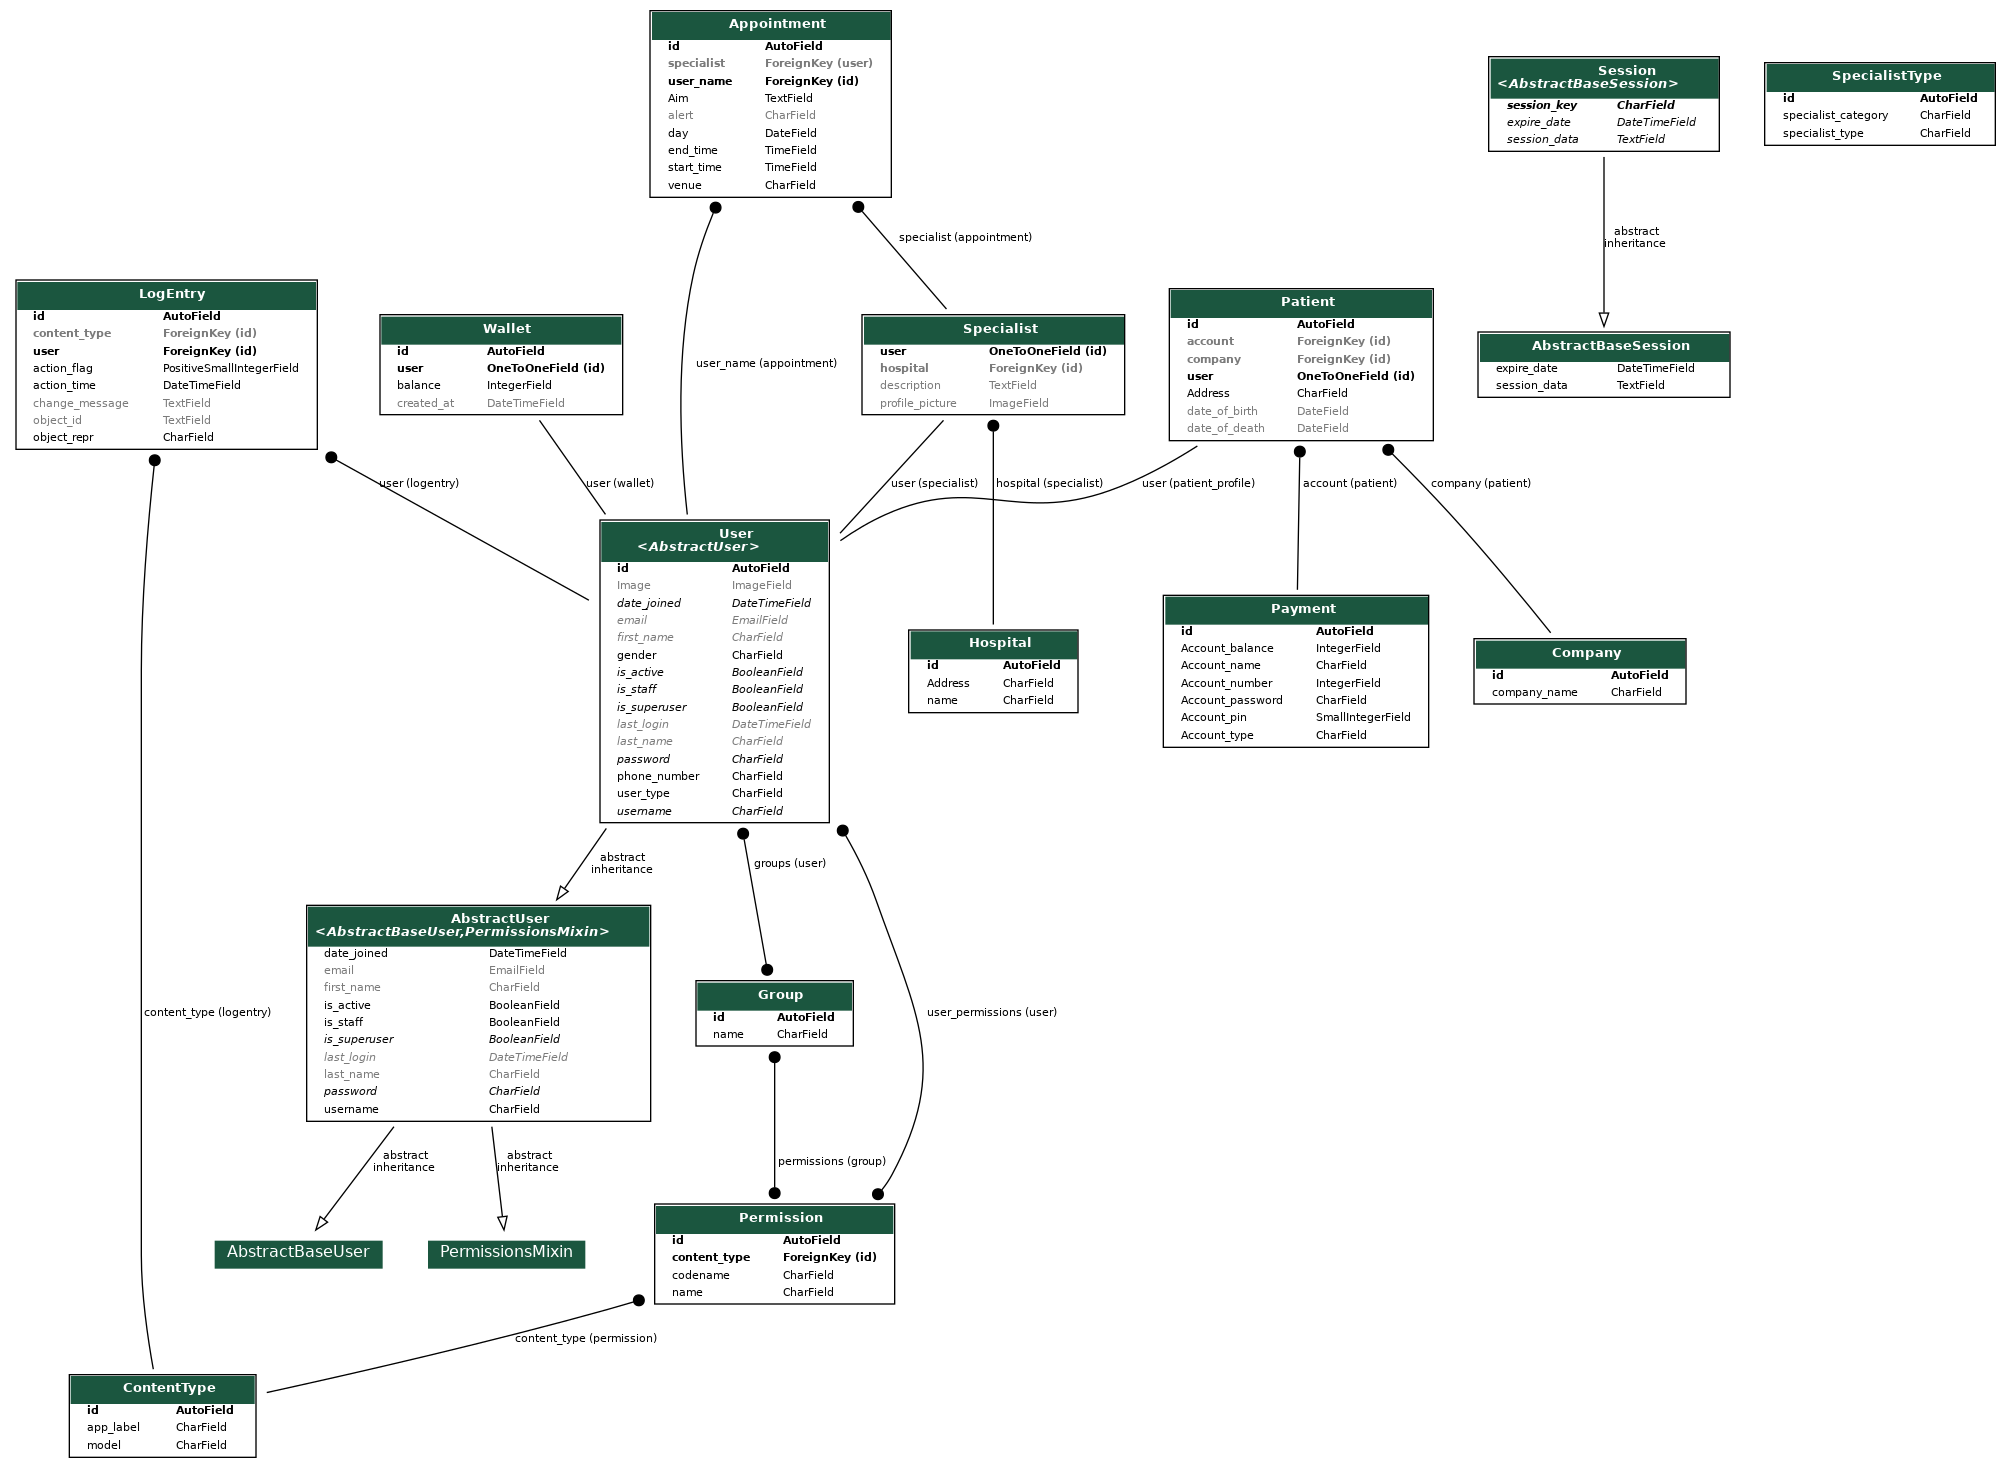 Appointment
id AutoField
specialist ForeignKey (user)
user_name ForeignKey (id)
Aim TextField
alert CharField
day DateField
end_time TimeField
start_time TimeField
venue CharField
Session
<AbstractBaseSession>
session_key CharField
expire_date DateTimeField
session_data TextField
SpecialistType
id AutoField
specialist_category CharField
specialist_type CharField
specialist (appointment)
abstract
inheritance
LogEntry
id AutoField
content_type ForeignKey (id)
user ForeignKey (id)
action_flag PositiveSmallIntegerField
action_time DateTimeField
change_message TextField
object_id TextField
object_repr CharField
Wallet
id AutoField
user OneToOneField (id)
balance IntegerField
created_at DateTimeField
user_name (appointment)
Specialist
user OneToOneField (id)
hospital ForeignKey (id)
description TextField
profile_picture ImageField
Patient
id AutoField
account ForeignKey (id)
company ForeignKey (id)
user OneToOneField (id)
Address CharField
date_of_birth DateField
date_of_death DateField
AbstractBaseSession
expire_date DateTimeField
session_data TextField
user (logentry)
user (wallet)
user (specialist)
hospital (specialist)
user (patient_profile)
account (patient)
company (patient)
User
<AbstractUser>
id AutoField
Image ImageField
date_joined DateTimeField
email EmailField
first_name CharField
gender CharField
is_active BooleanField
is_staff BooleanField
is_superuser BooleanField
last_login DateTimeField
last_name CharField
password CharField
phone_number CharField
user_type CharField
username CharField
Hospital
id AutoField
Address CharField
name CharField
Payment
id AutoField
Account_balance IntegerField
Account_name CharField
Account_number IntegerField
Account_password CharField
Account_pin SmallIntegerField
Account_type CharField
Company
id AutoField
company_name CharField
abstract
inheritance
groups (user)
AbstractUser
<AbstractBaseUser,PermissionsMixin>
date_joined DateTimeField
email EmailField
first_name CharField
is_active BooleanField
is_staff BooleanField
is_superuser BooleanField
last_login DateTimeField
last_name CharField
password CharField
username CharField
Group
id AutoField
name CharField
content_type (logentry)
user_permissions (user)
abstract
inheritance
abstract
inheritance
permissions (group)
AbstractBaseUser
PermissionsMixin
Permission
id AutoField
content_type ForeignKey (id)
codename CharField
name CharField
content_type (permission)
ContentType
id AutoField
app_label CharField
model CharField